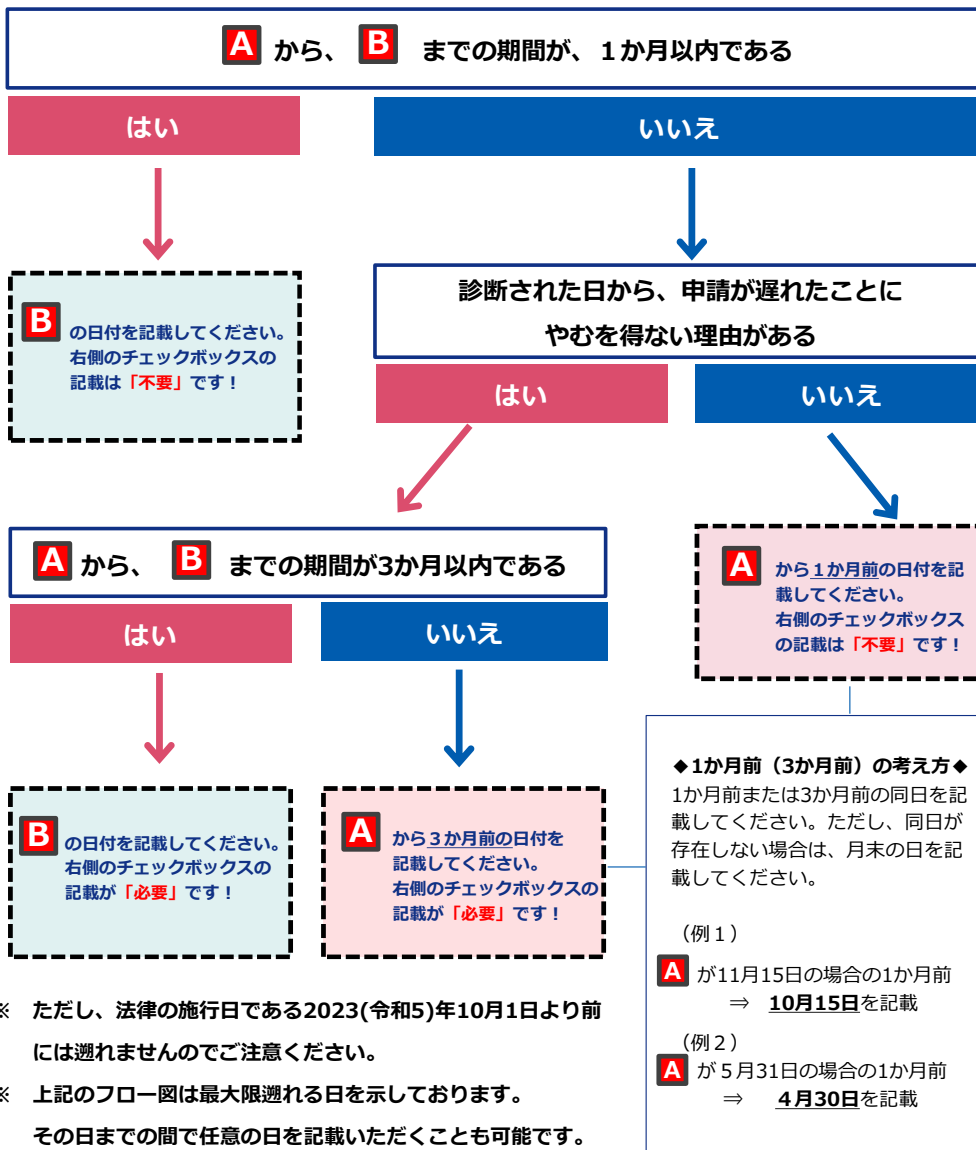 A から、 B までの期間が、１か月以内である
はい
いいえ
B の日付を記載してください。
右側のチェックボックスの
記載は「不要」です！
診断された日から、申請が遅れたことに
やむを得ない理由がある
はい
いいえ
A から、 B までの期間が3か月以内である
はい
いいえ
A から１か月前の日付を記
載してください。
右側のチェックボックス
の記載は「不要」です！
B の日付を記載してください。
右側のチェックボックスの
記載が「必要」です！
A から３か月前の日付を
記載してください。
右側のチェックボックスの
記載が「必要」です！
◆1か月前（3か月前）の考え方◆
1か月前または3か月前の同日を記
載してください。ただし、同日が
存在しない場合は、月末の日を記
載してください。
（例１）
A が11月15日の場合の1か月前
⇒ 10月15日を記載
（例２）
A が５月31日の場合の1か月前
⇒ ４月30日を記載
※ ただし、法律の施行日である2023(令和5)年10月1日より前
には遡れませんのでご注意ください。
※ 上記のフロー図は最大限遡れる日を示しております。
その日までの間で任意の日を記載いただくことも可能です。